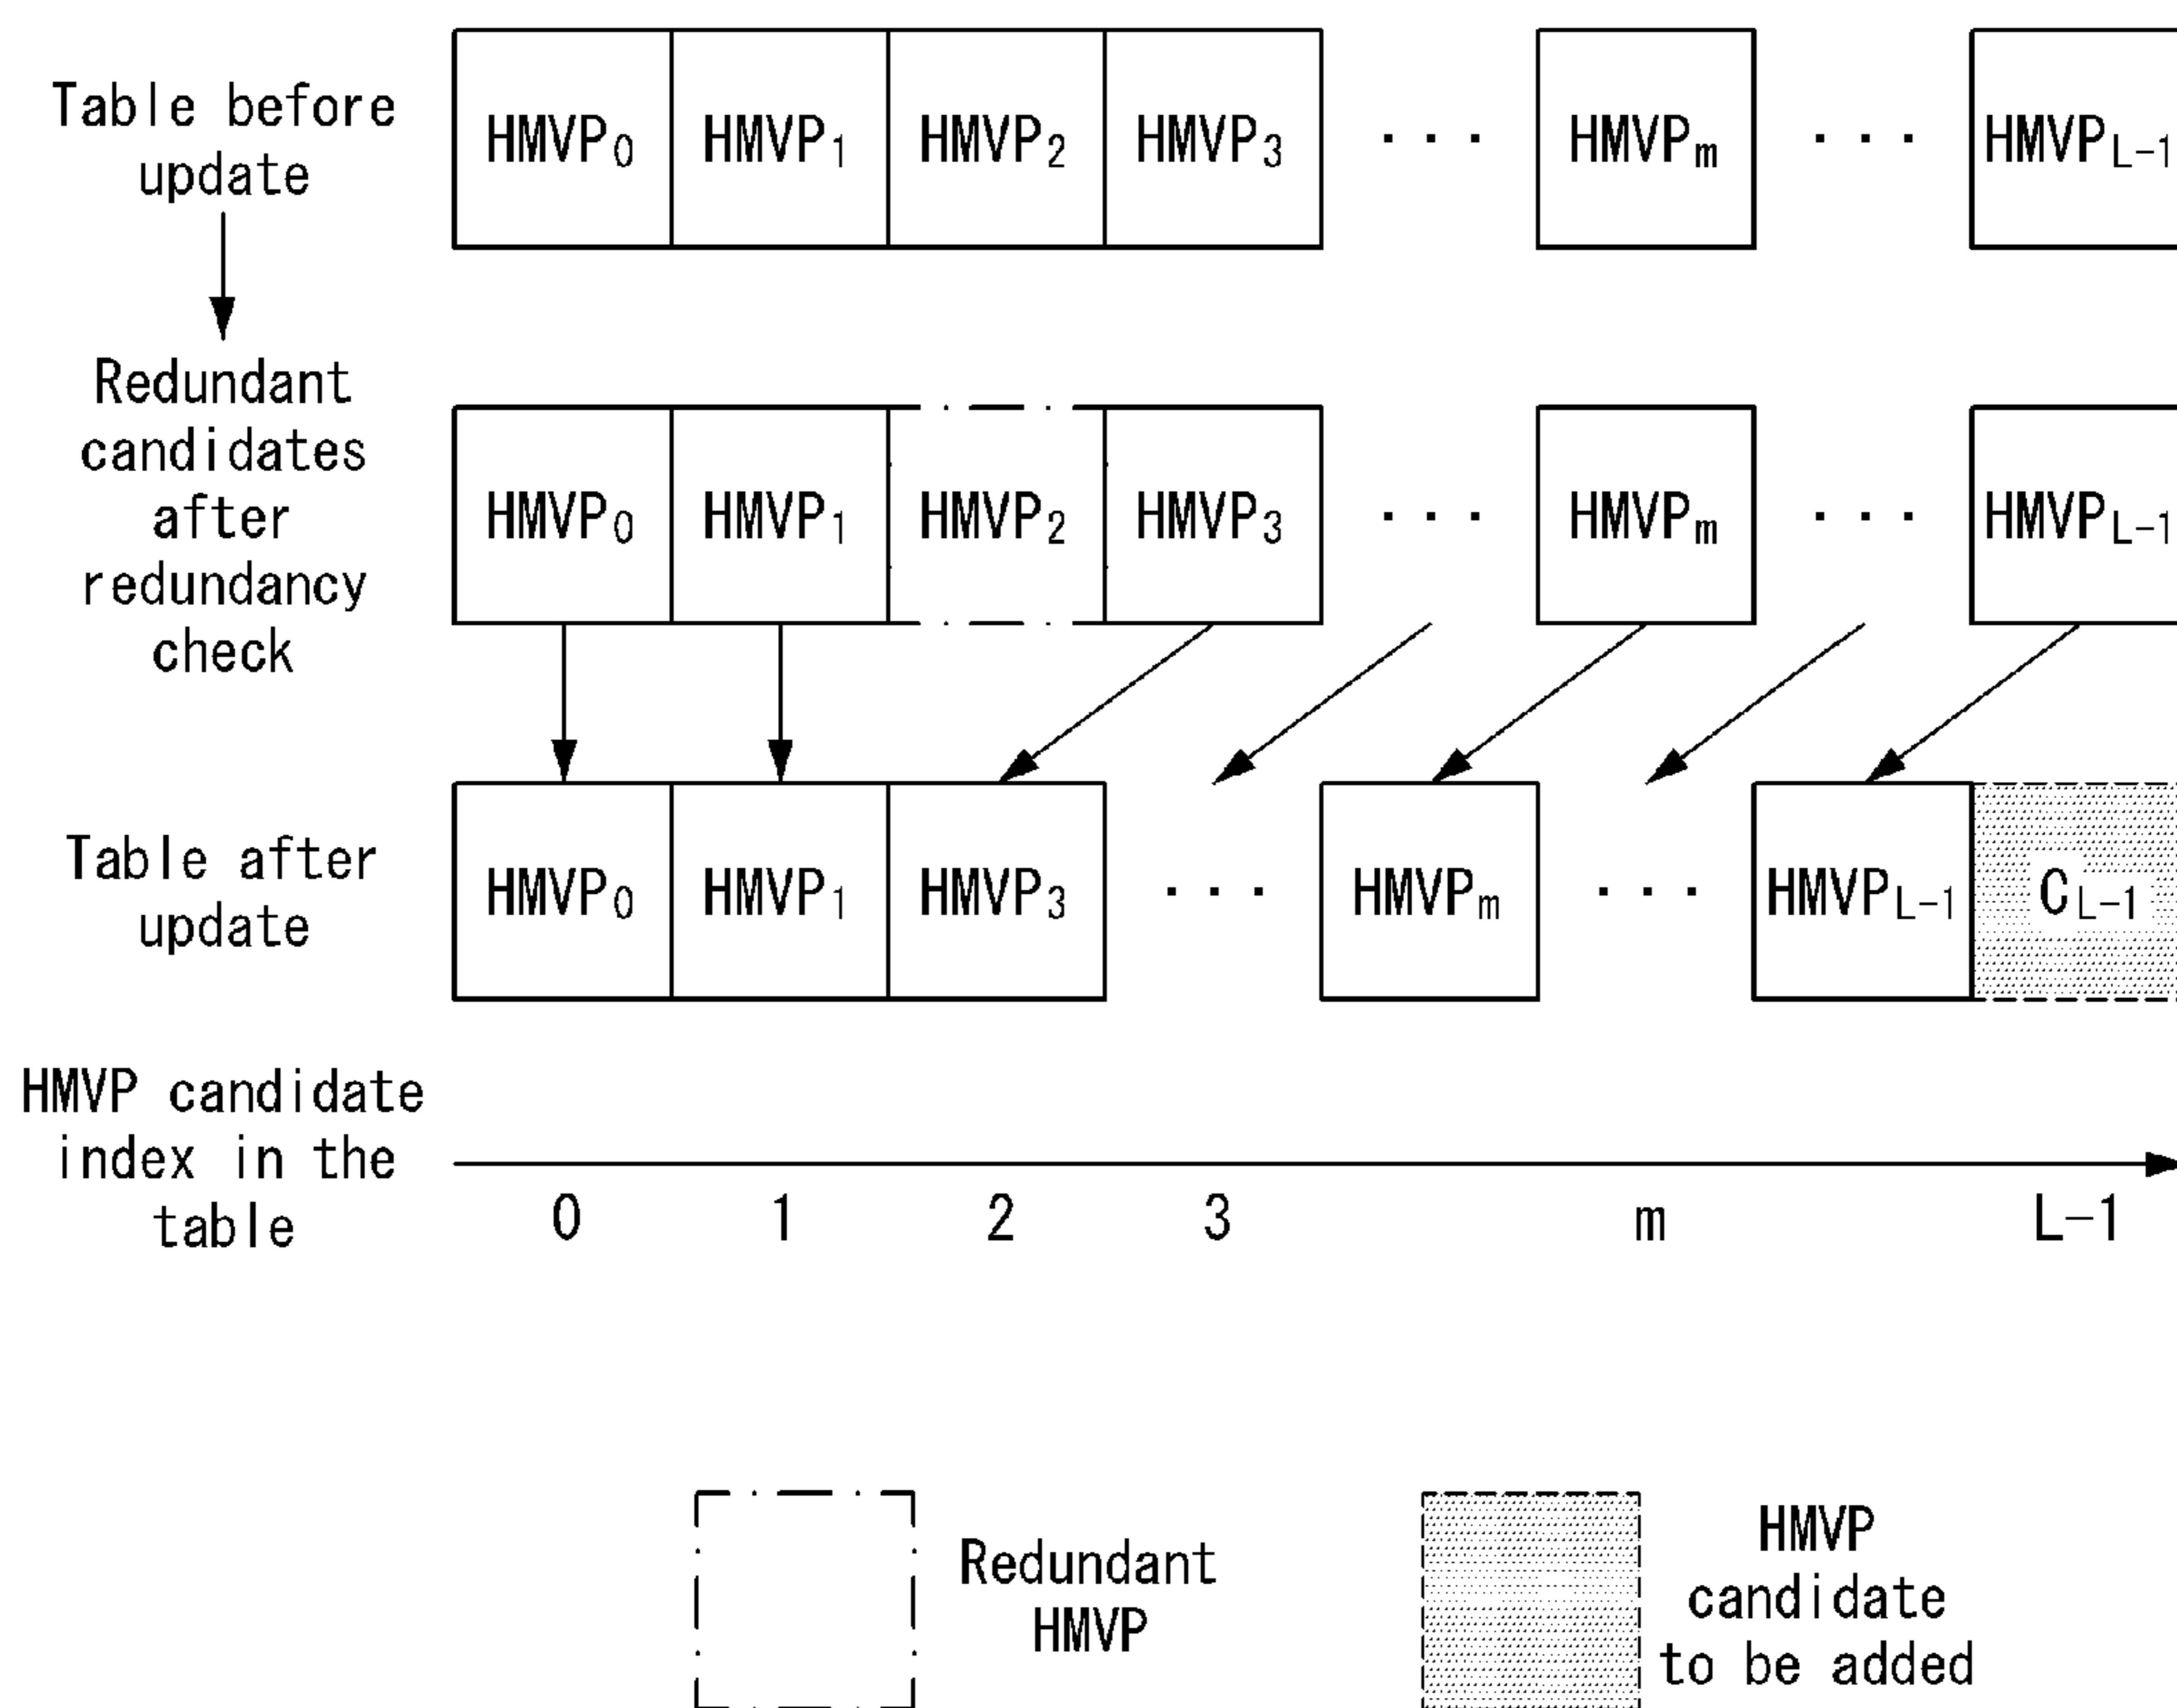 Table before
update
HMVP0 HMVP1 HMVP2 HMVP3 ··· HMVPm ··· HMVPL-1
Redundant
candidates
after
redundancy
check
HMVP0 HMVP1 HMVP2 HMVP3 ··· HMVPm ··· HMVPL-1
Table after
update
HMVP0 HMVP1 HMVP3 ··· HMVPm ··· HMVPL-1 CL-1
HMVP candidate
index in the
table
0 1 2 3 m L-1
Redundant
HMVP
HMVP
candidate
to be added